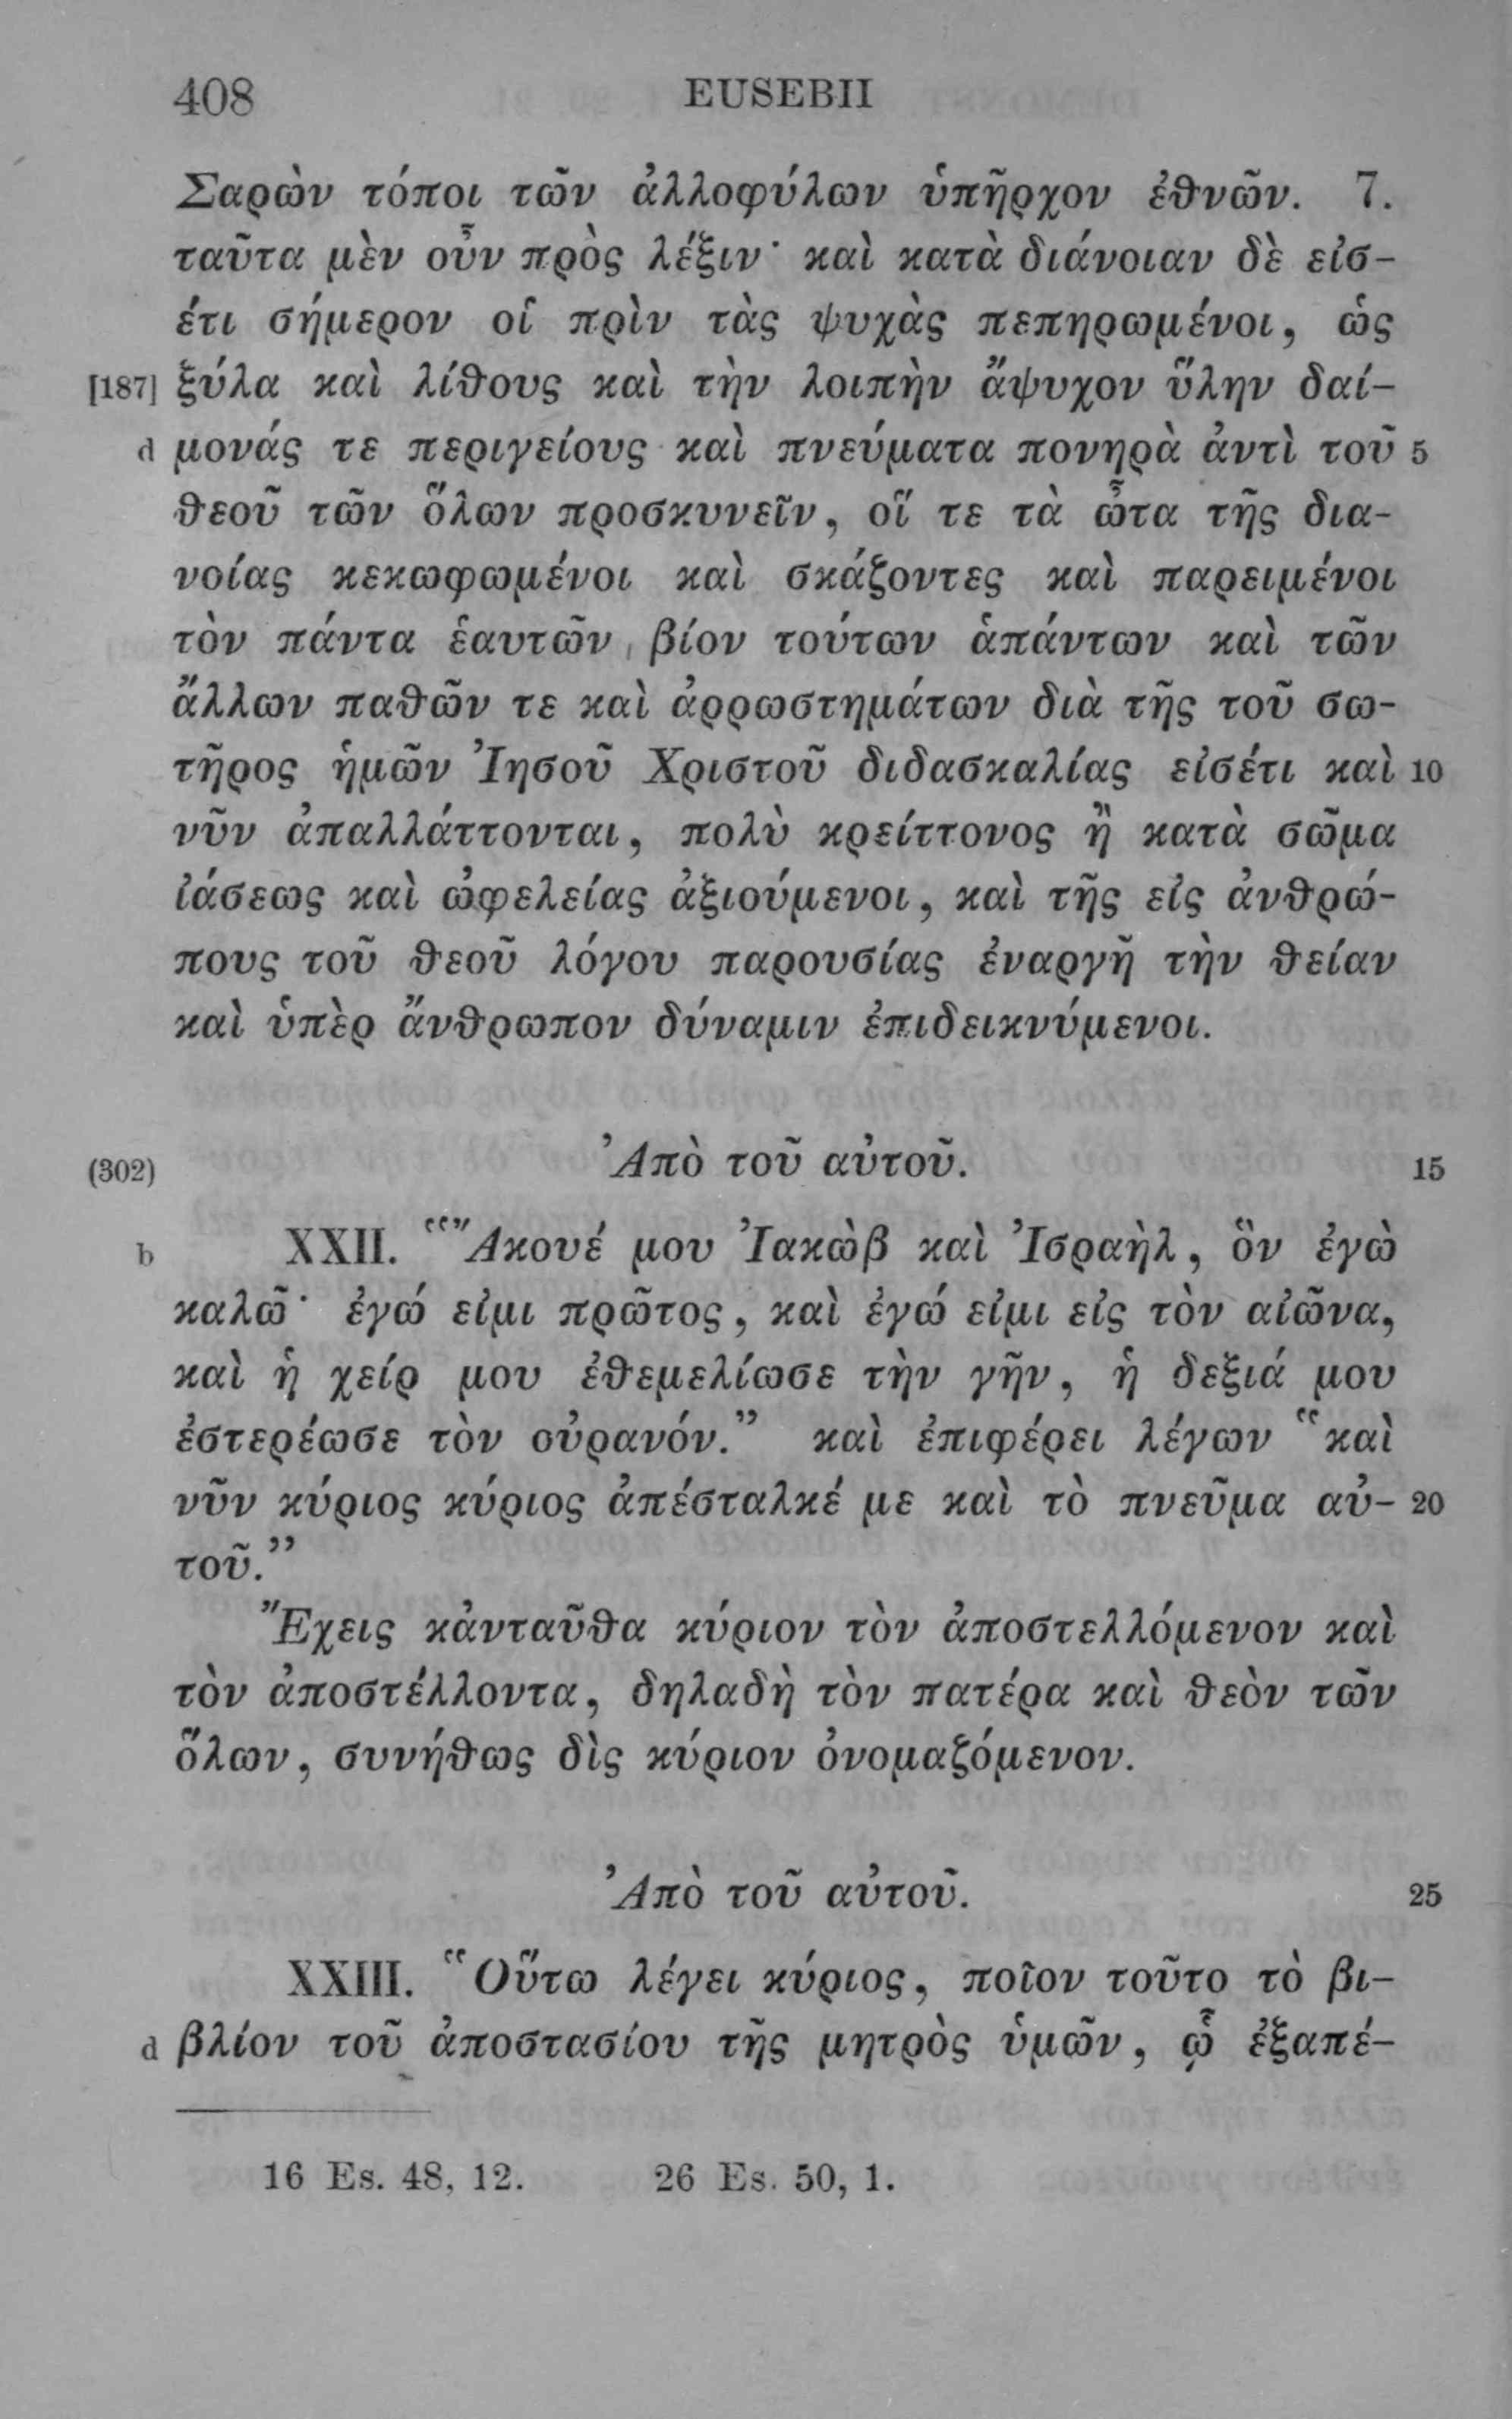 408 EUSEBII
Σαρὼν τόποι τῶν ἀλλοφύλων ὑπῆρχον ἐθνῶν. 7.
ταῦτα μὲν οὖν πρὸς λέξιν· καὶ κατὰ διάνοιαν δὲ εἰσ-
έτι σήμερον οἱ πρὶν τὰς ψυχὰς πεπηρωμένοι, ὡς
[187] ξύλα καὶ λίθους καὶ τὴν λοιπὴν ἄψυχον ὕλην δαί-
d μονάς τε περιγείους καὶ πνεύματα πονηρὰ ἀντὶ τοῦ 5
θεοῦ τῶν ὅλων προσκυνεῖν, οἵ τε τὰ ὦτα τῆς δια-
νοίας κεκωφωμένοι καὶ σκάζοντες καὶ παρειμένοι
τὸν πάντα ἑαυτῶν βίον τούτων ἁπάντων καὶ τῶν
ἄλλων παθῶν τε καὶ ἀρρωστημάτων διὰ τῆς τοῦ σω-
τῆρος ἡμῶν Ἰησοῦ Χριστοῦ διδασκαλίας εἰσέτι καὶ 10
νῦν ἀπαλλάττονται, πολὺ κρείττονος ἢ κατὰ σῶμα
ἰάσεως καὶ ὠφελείας ἀξιούμενοι, καὶ τῆς εἰς ἀνθρώ-
πους τοῦ θεοῦ λόγου παρουσίας ἐναργῆ τὴν θείαν
καὶ ὑπὲρ ἄνθρωπον δύναμιν ἐπιδεικνύμενοι.
(302) Ἀπὸ τοῦ αὐτοῦ. 15
b XXII. “Ἄκουέ μου Ἰακὼβ καὶ Ἰσραὴλ, ὃν ἐγὼ
καλῶ· ἐγώ εἰμι πρῶτος, καὶ ἐγώ εἰμι εἰς τὸν αἰῶνα,
καὶ ἡ χείρ μου ἐθεμελίωσε τὴν γῆν, ἡ δεξιά μου
ἐστερέωσε τὸν οὐρανόν.” καὶ ἐπιφέρει λέγων “καὶ
νῦν κύριος κύριος ἀπέσταλκέ με καὶ τὸ πνεῦμα αὐ- 20
τοῦ.”
Ἔχεις κἀνταῦθα κύριον τὸν ἀποστελλόμενον καὶ
τὸν ἀποστέλλοντα, δηλαδὴ τὸν πατέρα καὶ θεὸν τῶν
ὅλων, συνήθως δὶς κύριον ὀνομαζόμενον.
Ἀπὸ τοῦ αὐτοῦ. 25
XXIII. “Οὕτω λέγει κύριος, ποῖον τοῦτο τὸ βι-
d βλίον τοῦ ἀποστασίου τῆς μητρὸς ὑμῶν, ᾧ ἐξαπέ-
16 Es. 48, 12. 26 Es. 50, 1.